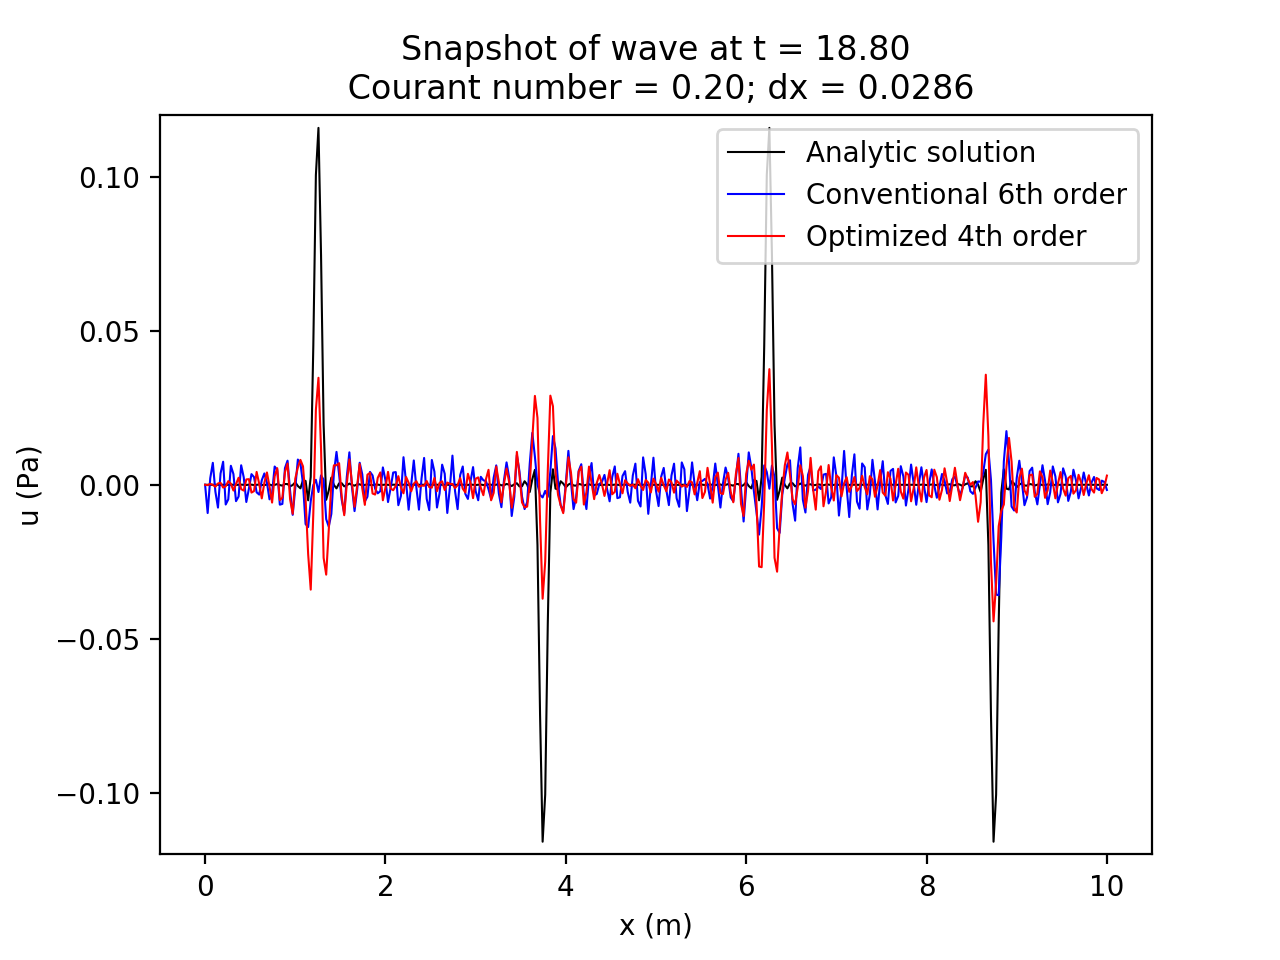 Snapshot of wave at t = 18.80
Courant number = 0.20; dx = 0.0286
Analytic solution
Conventional 6th order
Optimized 4th order
0.10
0.05
0.00
−0.05
−0.10
u (Pa)
0 2 4 6 8 10
x (m)